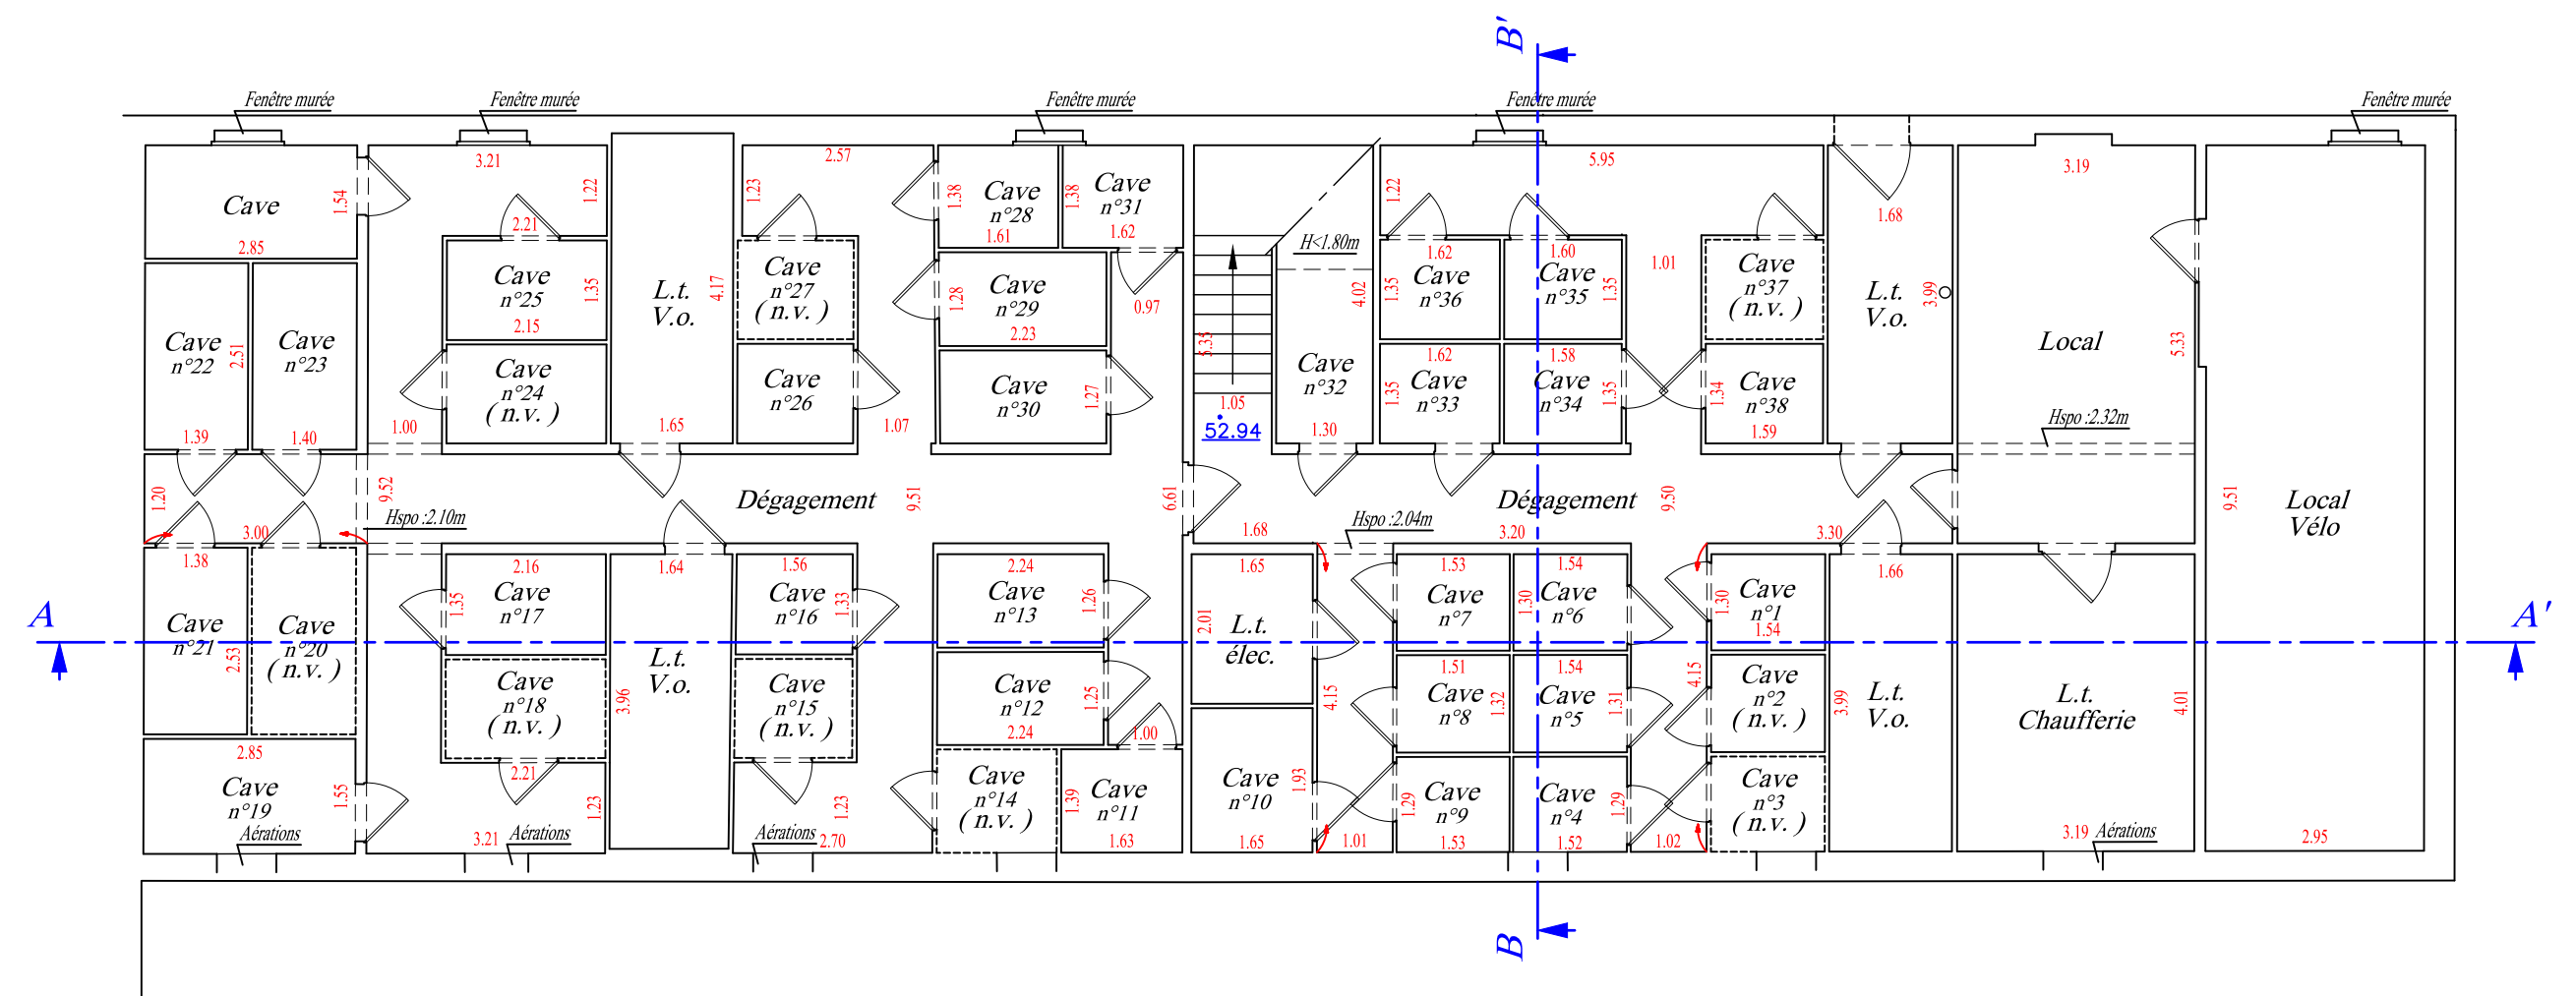 B'
Fenêtre murée
Fenêtre murée
Fenêtre murée
Fenêtre murée
Fenêtre murée
Cave
1.54
2.85
3.21
1.22
2.21
Cave
n°25
1.35
2.15
Cave
n°22
2.51
1.39
Cave
n°23
1.40
Cave
n°24
( n.v. )
1.00
L.t.
V.o.
4.17
1.65
2.57
1.23
Cave
n°27
( n.v. )
Cave
n°26
1.07
1.38
Cave
n°28
1.61
1.38
Cave
n°31
1.62
1.28
Cave
n°29
2.23
0.97
Cave
n°30
1.27
5.35
1.05
52.94
H<1.80m
4.02
Cave
n°32
1.30
5.95
1.22
1.62
Cave
n°36
1.35
1.60
Cave
n°35
1.35
1.01
Cave
n°37
( n.v. )
1.62
Cave
n°33
1.35
1.58
Cave
n°34
1.35
1.34
Cave
n°38
1.59
1.68
L.t.
V.o.
3.99
3.19
Local
5.33
Hspo :2.32m
1.20
3.00
9.52
Hspo :2.10m
Dégagement
9.51
6.61
1.68
Hspo :2.04m
Dégagement
3.20
9.50
3.30
9.51
Local
Vélo
2.95
A
A'
1.38
Cave
n°21
2.53
Cave
n°20
( n.v. )
2.85
Cave
n°19
1.55
Aérations
2.16
Cave
n°17
1.35
Cave
n°18
( n.v. )
2.21
1.23
3.21
Aérations
1.64
L.t.
V.o.
3.96
1.56
Cave
n°16
1.33
Cave
n°15
( n.v. )
1.23
Aérations
2.70
2.24
Cave
n°13
1.26
Cave
n°12
1.25
2.24
1.00
Cave
n°14
( n.v. )
1.39
Cave
n°11
1.63
1.65
2.01
L.t.
élec.
4.15
Cave
n°10
1.93
1.65
1.01
1.53
Cave
n°7
1.30
1.54
Cave
n°6
1.51
Cave
n°8
1.32
1.54
Cave
n°5
1.31
1.29
Cave
n°9
1.53
Cave
n°4
1.29
1.52
4.15
1.02
1.30
Cave
n°1
1.54
Cave
n°2
( n.v. )
Cave
n°3
( n.v. )
1.66
3.99
L.t.
V.o.
L.t.
Chaufferie
4.01
3.19
Aérations
B